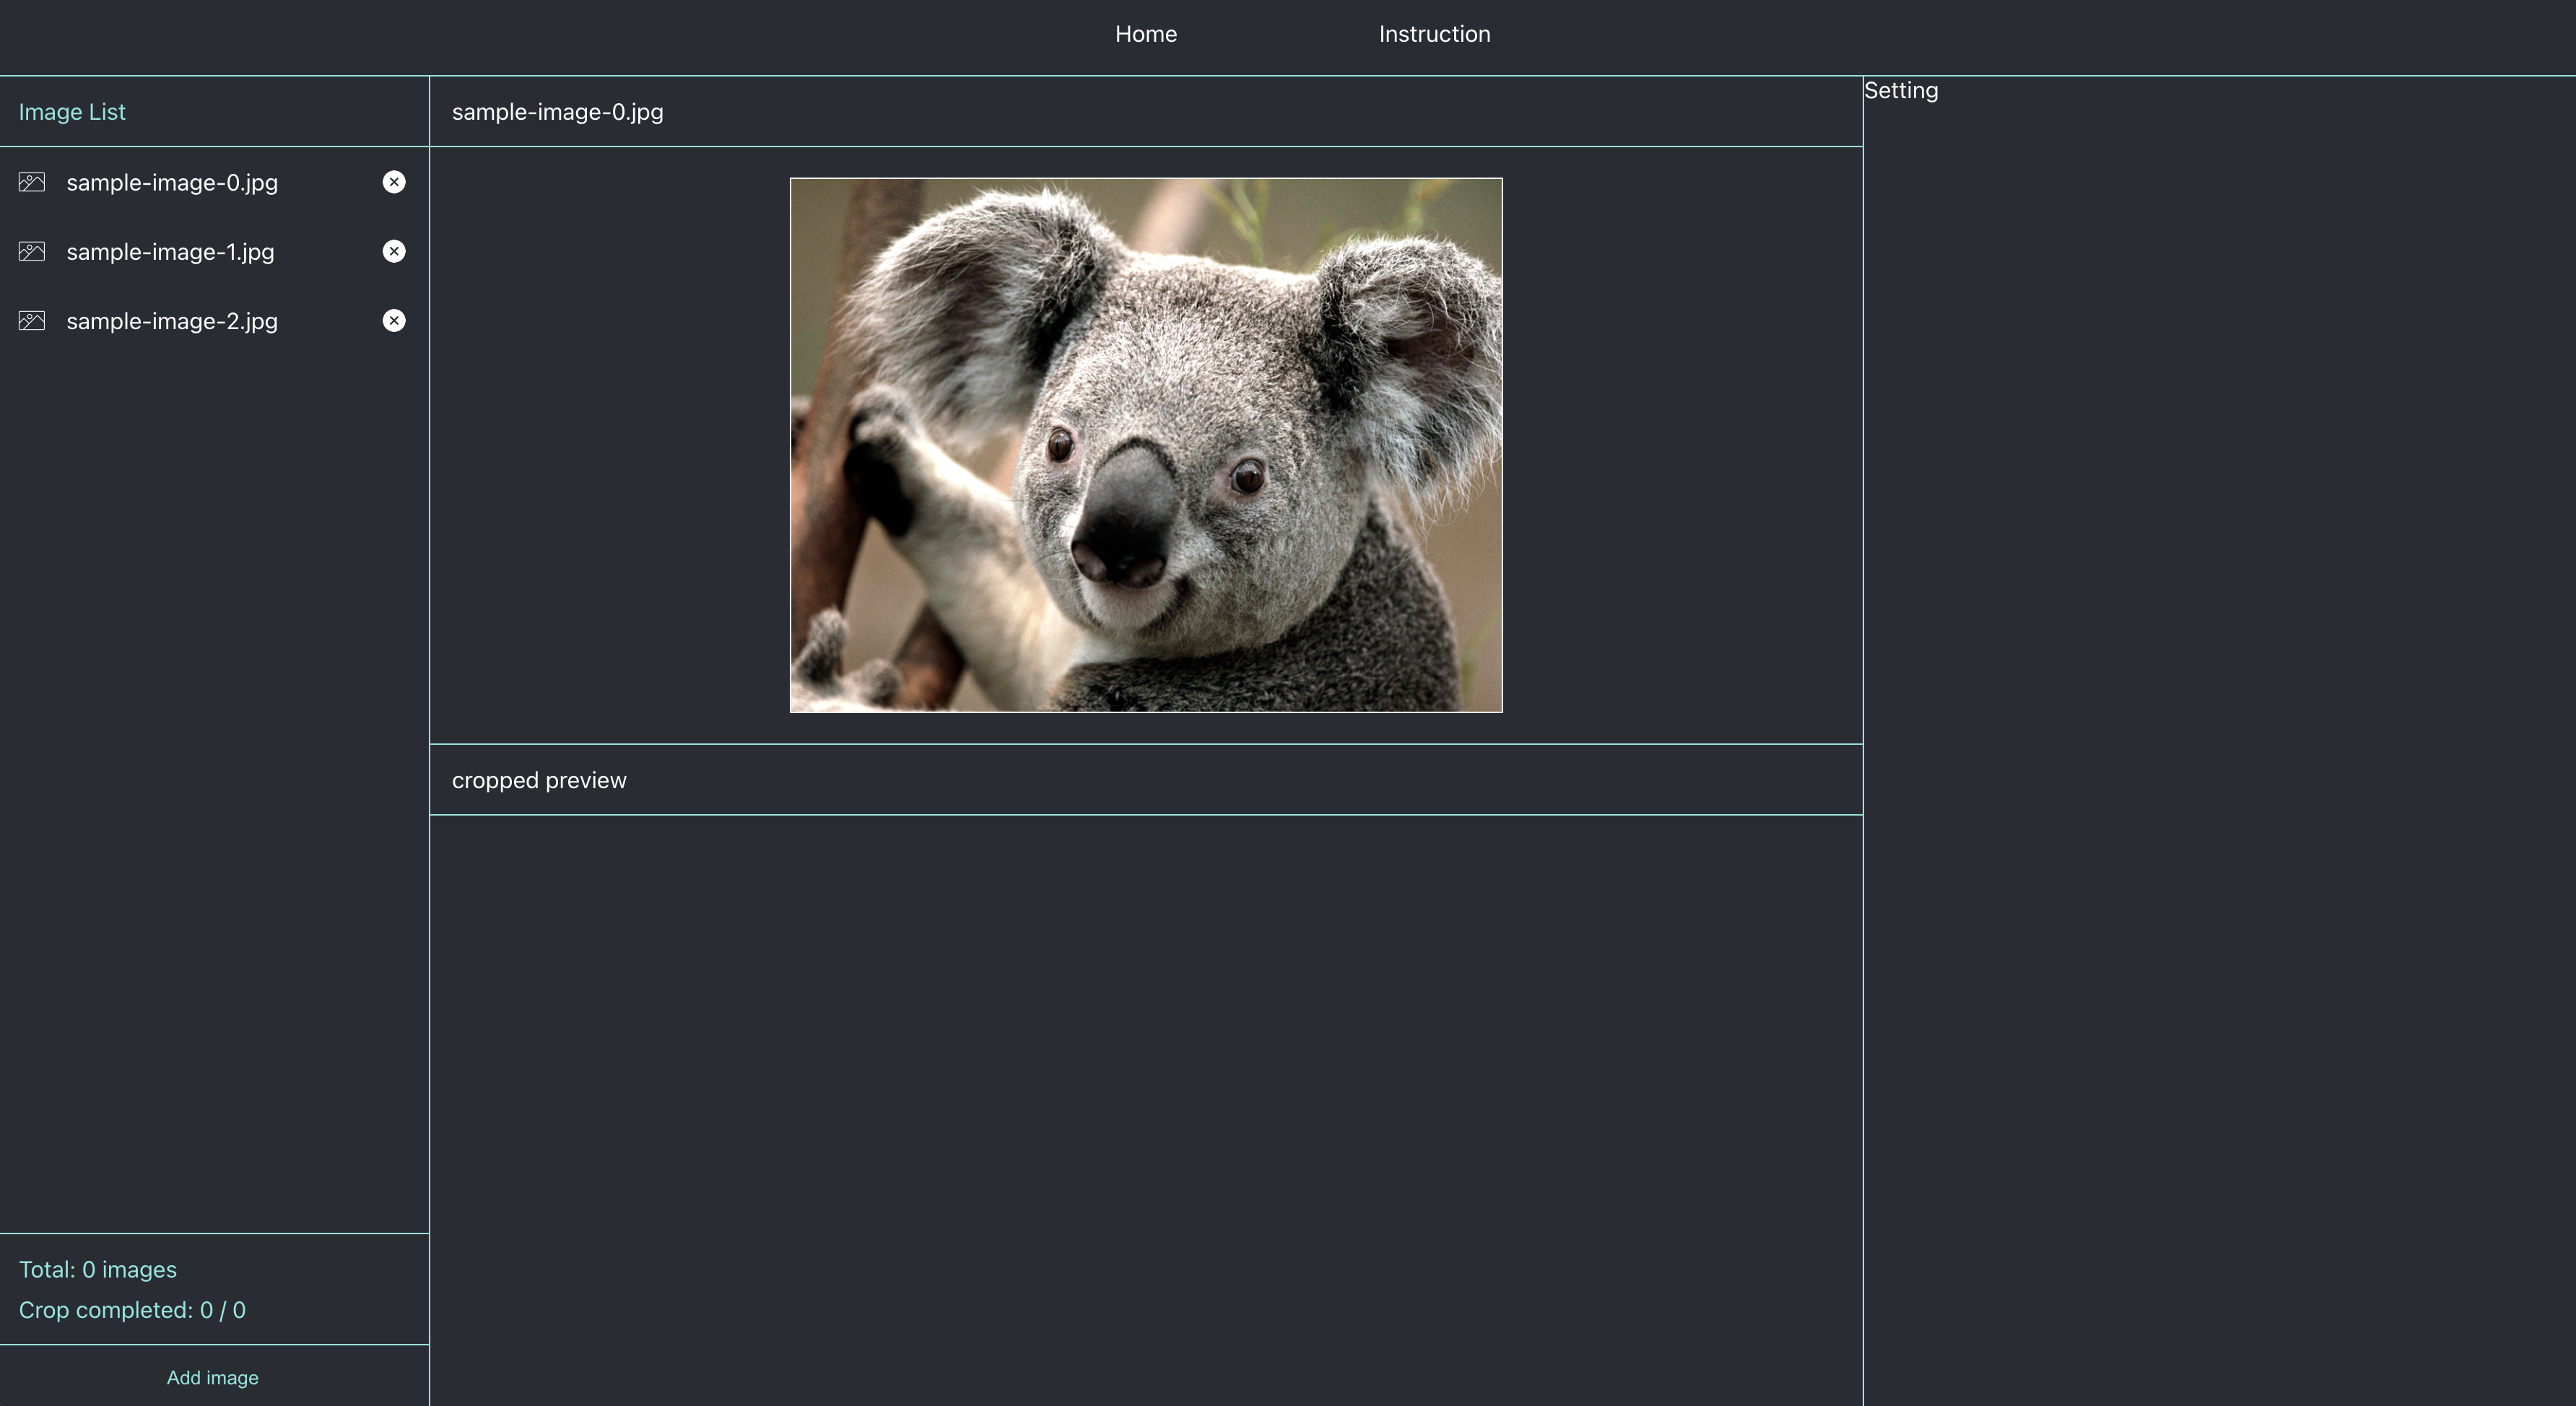 Home Instruction
Image List
sample-image-0.jpg
sample-image-1.jpg
sample-image-2.jpg
Total: 0 images
Crop completed: 0 / 0
Add image
sample-image-0.jpg
cropped preview
Setting